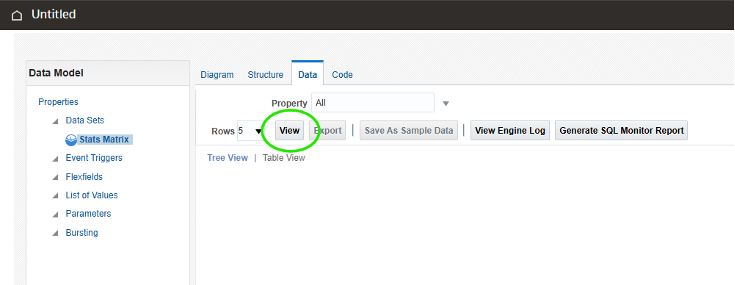 Untitled
Data Model
Properties
Data Sets
Stats Matrix
Event Triggers
Flexfields
List of Values
Parameters
Bursting
Diagram Structure Data Code
Property All
Rows 5 View Export | Save As Sample Data | View Engine Log Generate SQL Monitor Report
Tree View | Table View